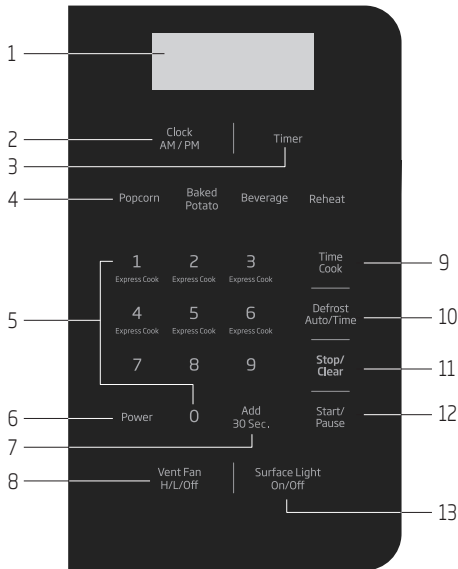 1
2
Clock
AM / PM
Timer
3
4
Popcorn
Baked
Potato
Beverage
Reheat
1
2
3
Express Cook
Express Cook
Express Cook
Time
Cook
9
4
5
6
Express Cook
Express Cook
Express Cook
Defrost
Auto/Time
10
5
7
8
9
Stop/
Clear
11
6
Power
0
Add
30 Sec.
Start/
Pause
12
7
8
Vent Fan
H/L/Off
Surface Light
On/Off
13